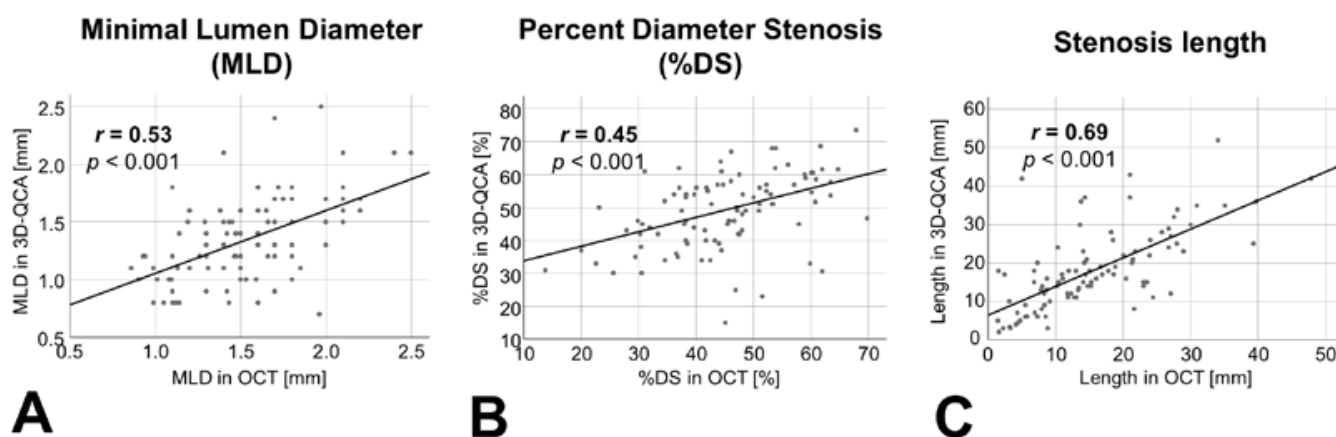 Minimal Lumen Diameter
(MLD)
r = 0.53
p < 0.001
MLD in 3D-QCA [mm]
2.5
2.0
1.5
1.0
0.5
0.5 1.0 1.5 2.0 2.5
MLD in OCT [mm]
A
Percent Diameter Stenosis
(%DS)
r = 0.45
p < 0.001
%DS in 3D-QCA [%]
80
70
60
50
40
30
20
10
10 20 30 40 50 60 70
%DS in OCT [%]
B
Stenosis length
r = 0.69
p < 0.001
Length in 3D-QCA [mm]
60
50
40
30
20
10
0
0 10 20 30 40 50
Length in OCT [mm]
C